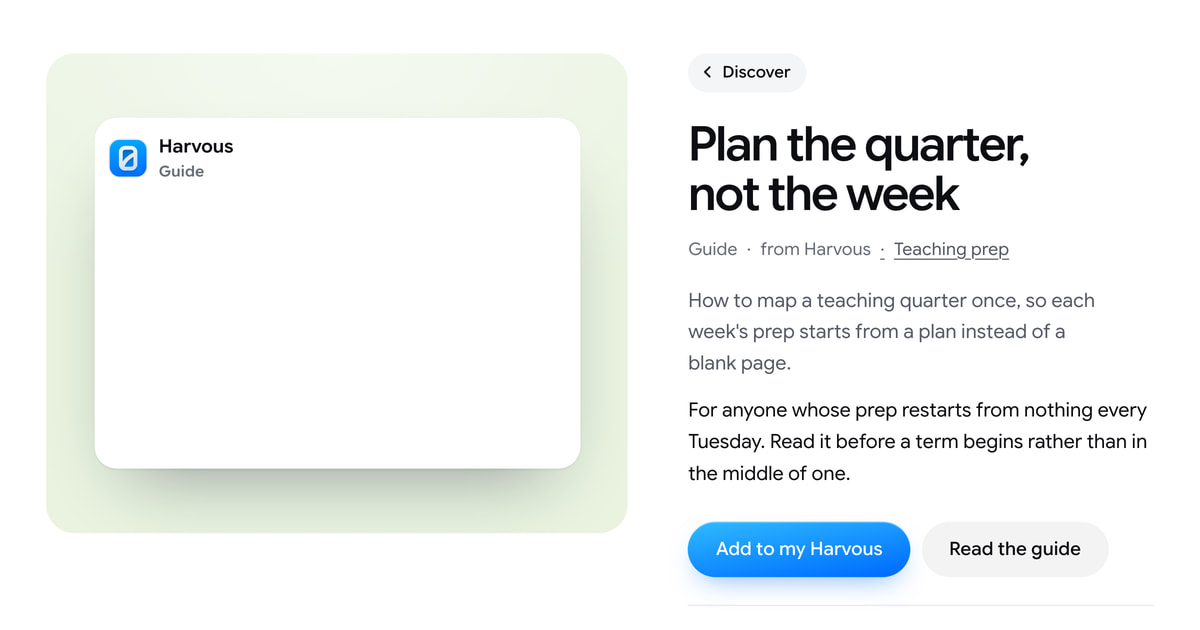 Harvous
Guide
Discover
Plan the quarter,
not the week
Guide · from Harvous · Teaching prep
How to map a teaching quarter once, so each
week's prep starts from a plan instead of a
blank page.
For anyone whose prep restarts from nothing every
Tuesday. Read it before a term begins rather than in
the middle of one.
Add to my Harvous
Read the guide